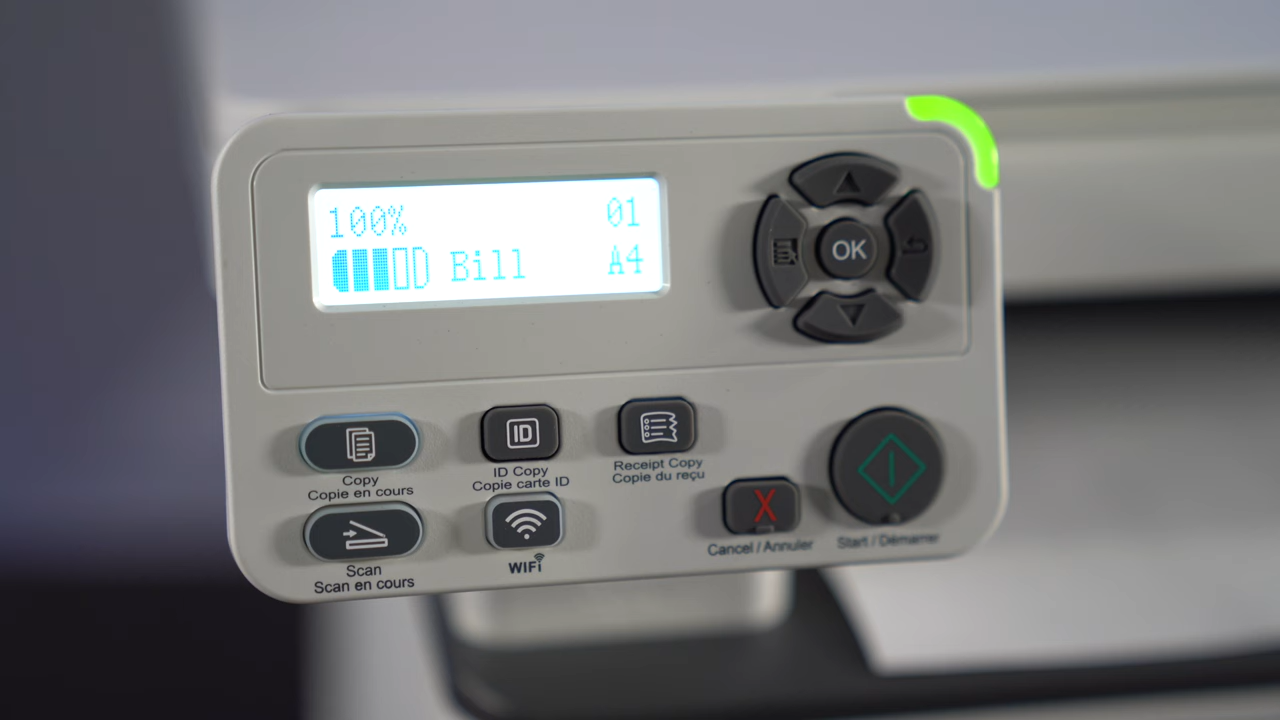 100% 01
Bill A4
OK
ID
Copy
Copie en cours
ID Copy
Copie carte ID
Receipt Copy
Copie du reçu
Scan
Scan en cours
WiFi
X
Cancel / Annuler
Start / Démarrer